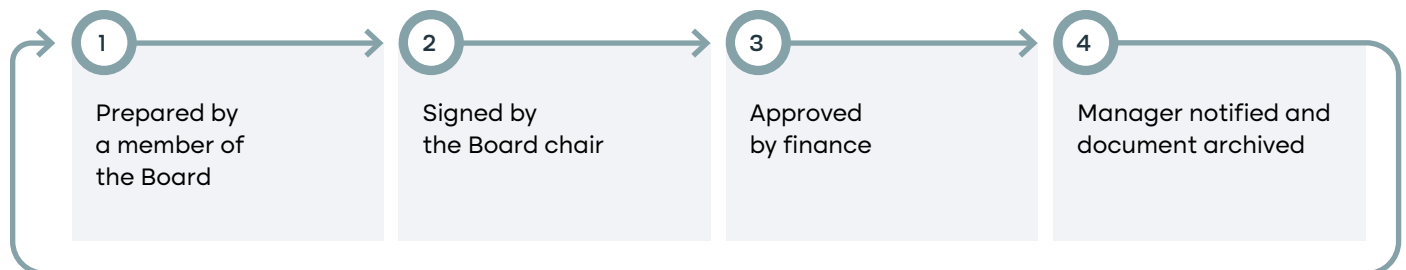 1
Prepared by
a member of
the Board
2
Signed by
the Board chair
3
Approved
by finance
4
Manager notified and
document archived